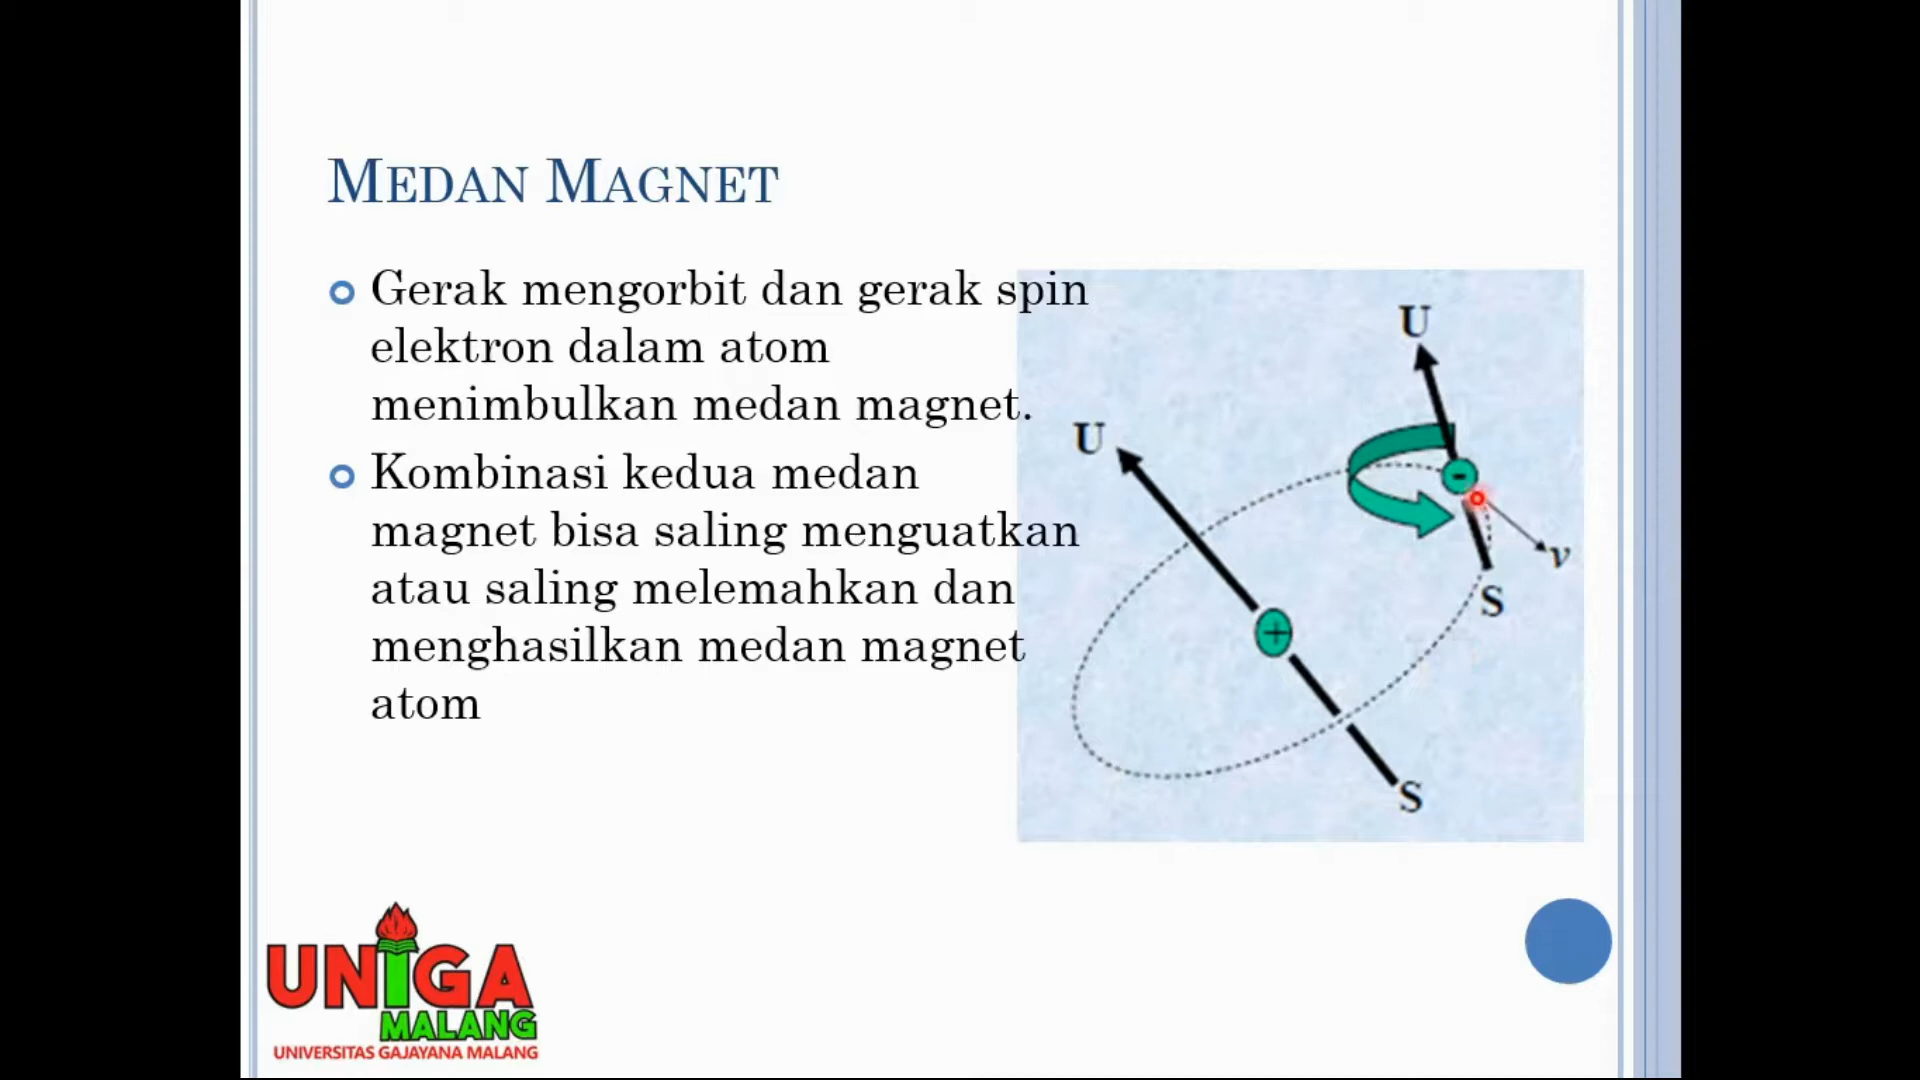 MEDAN MAGNET
Gerak mengorbit dan gerak spin
elektron dalam atom
menimbulkan medan magnet.
Kombinasi kedua medan
magnet bisa saling menguatkan
atau saling melemahkan dan
menghasilkan medan magnet
atom
U
U
-
v
S
+
S
UNIGA
MALANG
UNIVERSITAS GAJAYANA MALANG